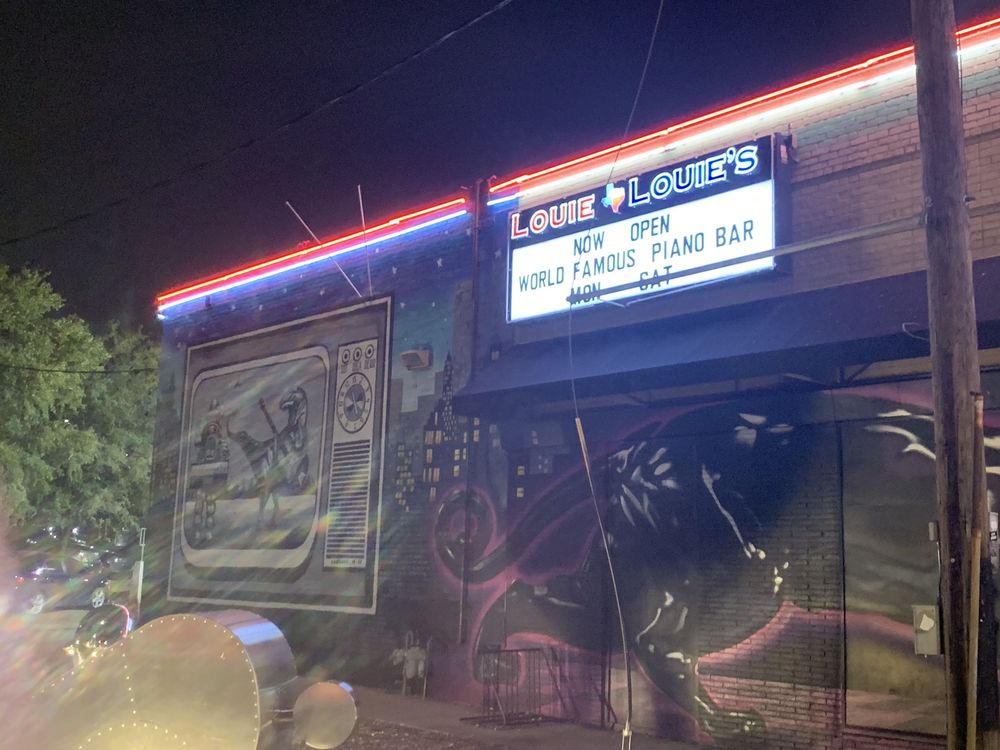 LOUIE LOUIE'S
NOW OPEN
WORLD FAMOUS PIANO BAR
MON SAT